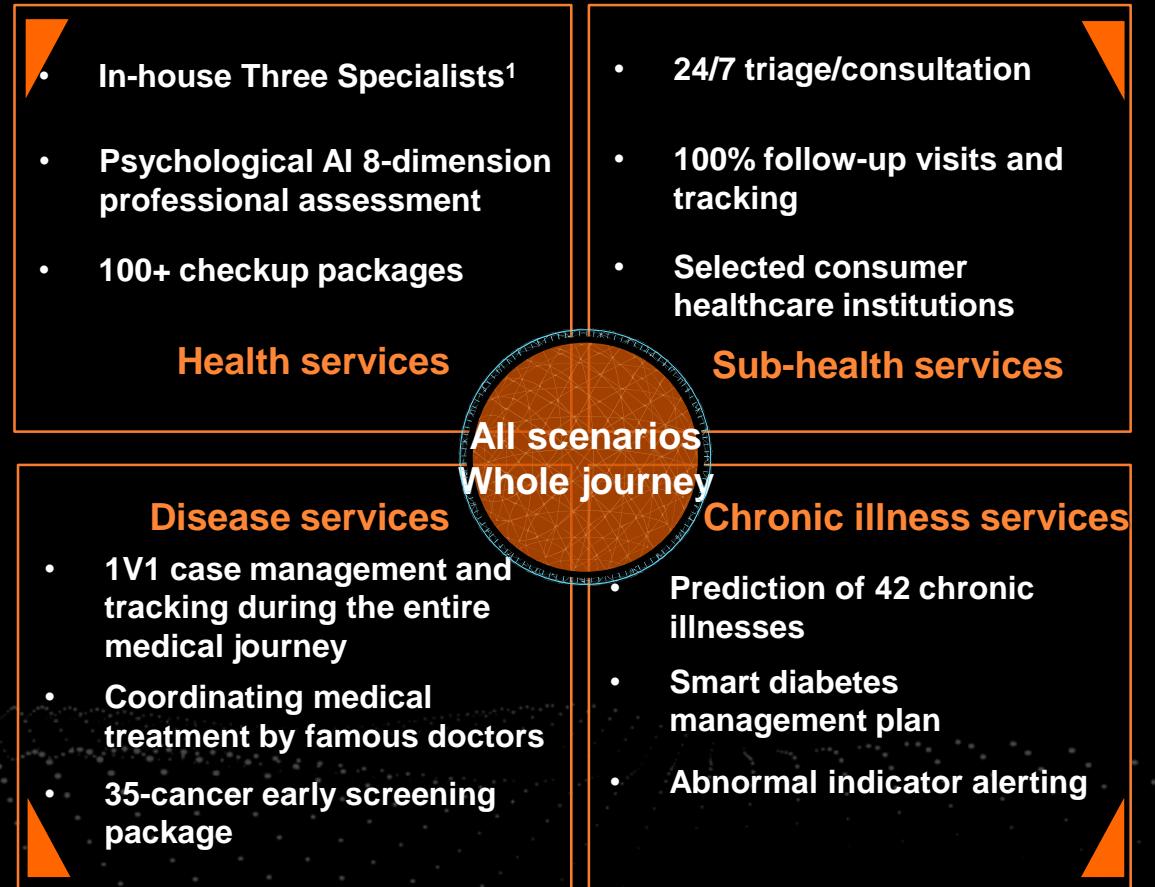 • In-house Three Specialists¹
• Psychological AI 8-dimension
professional assessment
• 100+ checkup packages
Health services
• 24/7 triage/consultation
• 100% follow-up visits and
tracking
• Selected consumer
healthcare institutions
Sub-health services
All scenarios
Whole journey
Disease services
• 1V1 case management and
tracking during the entire
medical journey
• Coordinating medical
treatment by famous doctors
• 35-cancer early screening
package
Chronic illness services
• Prediction of 42 chronic
illnesses
• Smart diabetes
management plan
• Abnormal indicator alerting